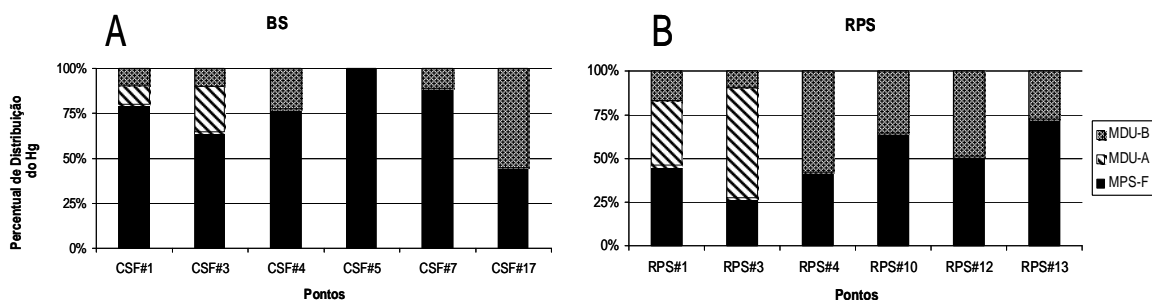 A
BS
Percentual de Distribuição
do Hg
100%
75%
50%
25%
0%
CSF#1 CSF#3 CSF#4 CSF#5 CSF#7 CSF#17
Pontos
B
RPS
100%
75%
50%
25%
0%
RPS#1 RPS#3 RPS#4 RPS#10 RPS#12 RPS#13
Pontos
MDU-B
MDU-A
MPS-F